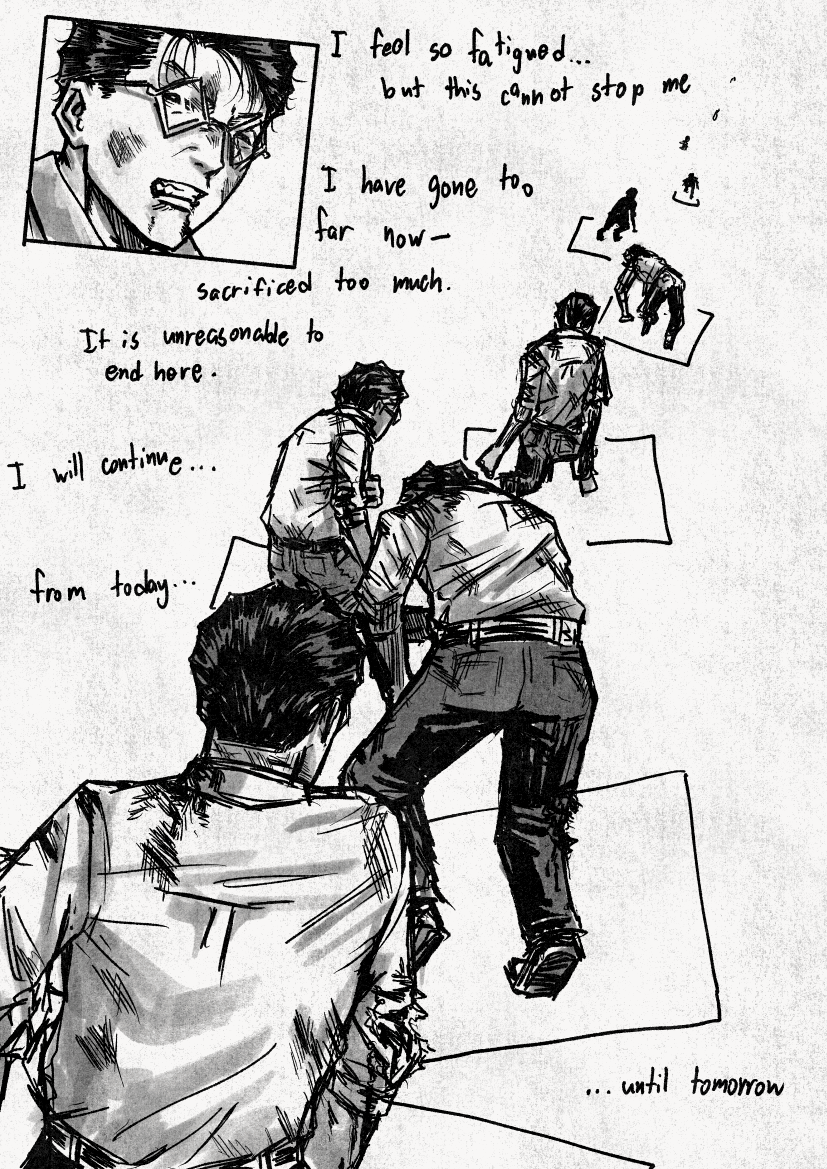 I feel so fatigued...
but this cannot stop me
I have gone too
far now—
sacrificed too much.
It is unreasonable to
end here.
I will continue...
from today...
...until tomorrow